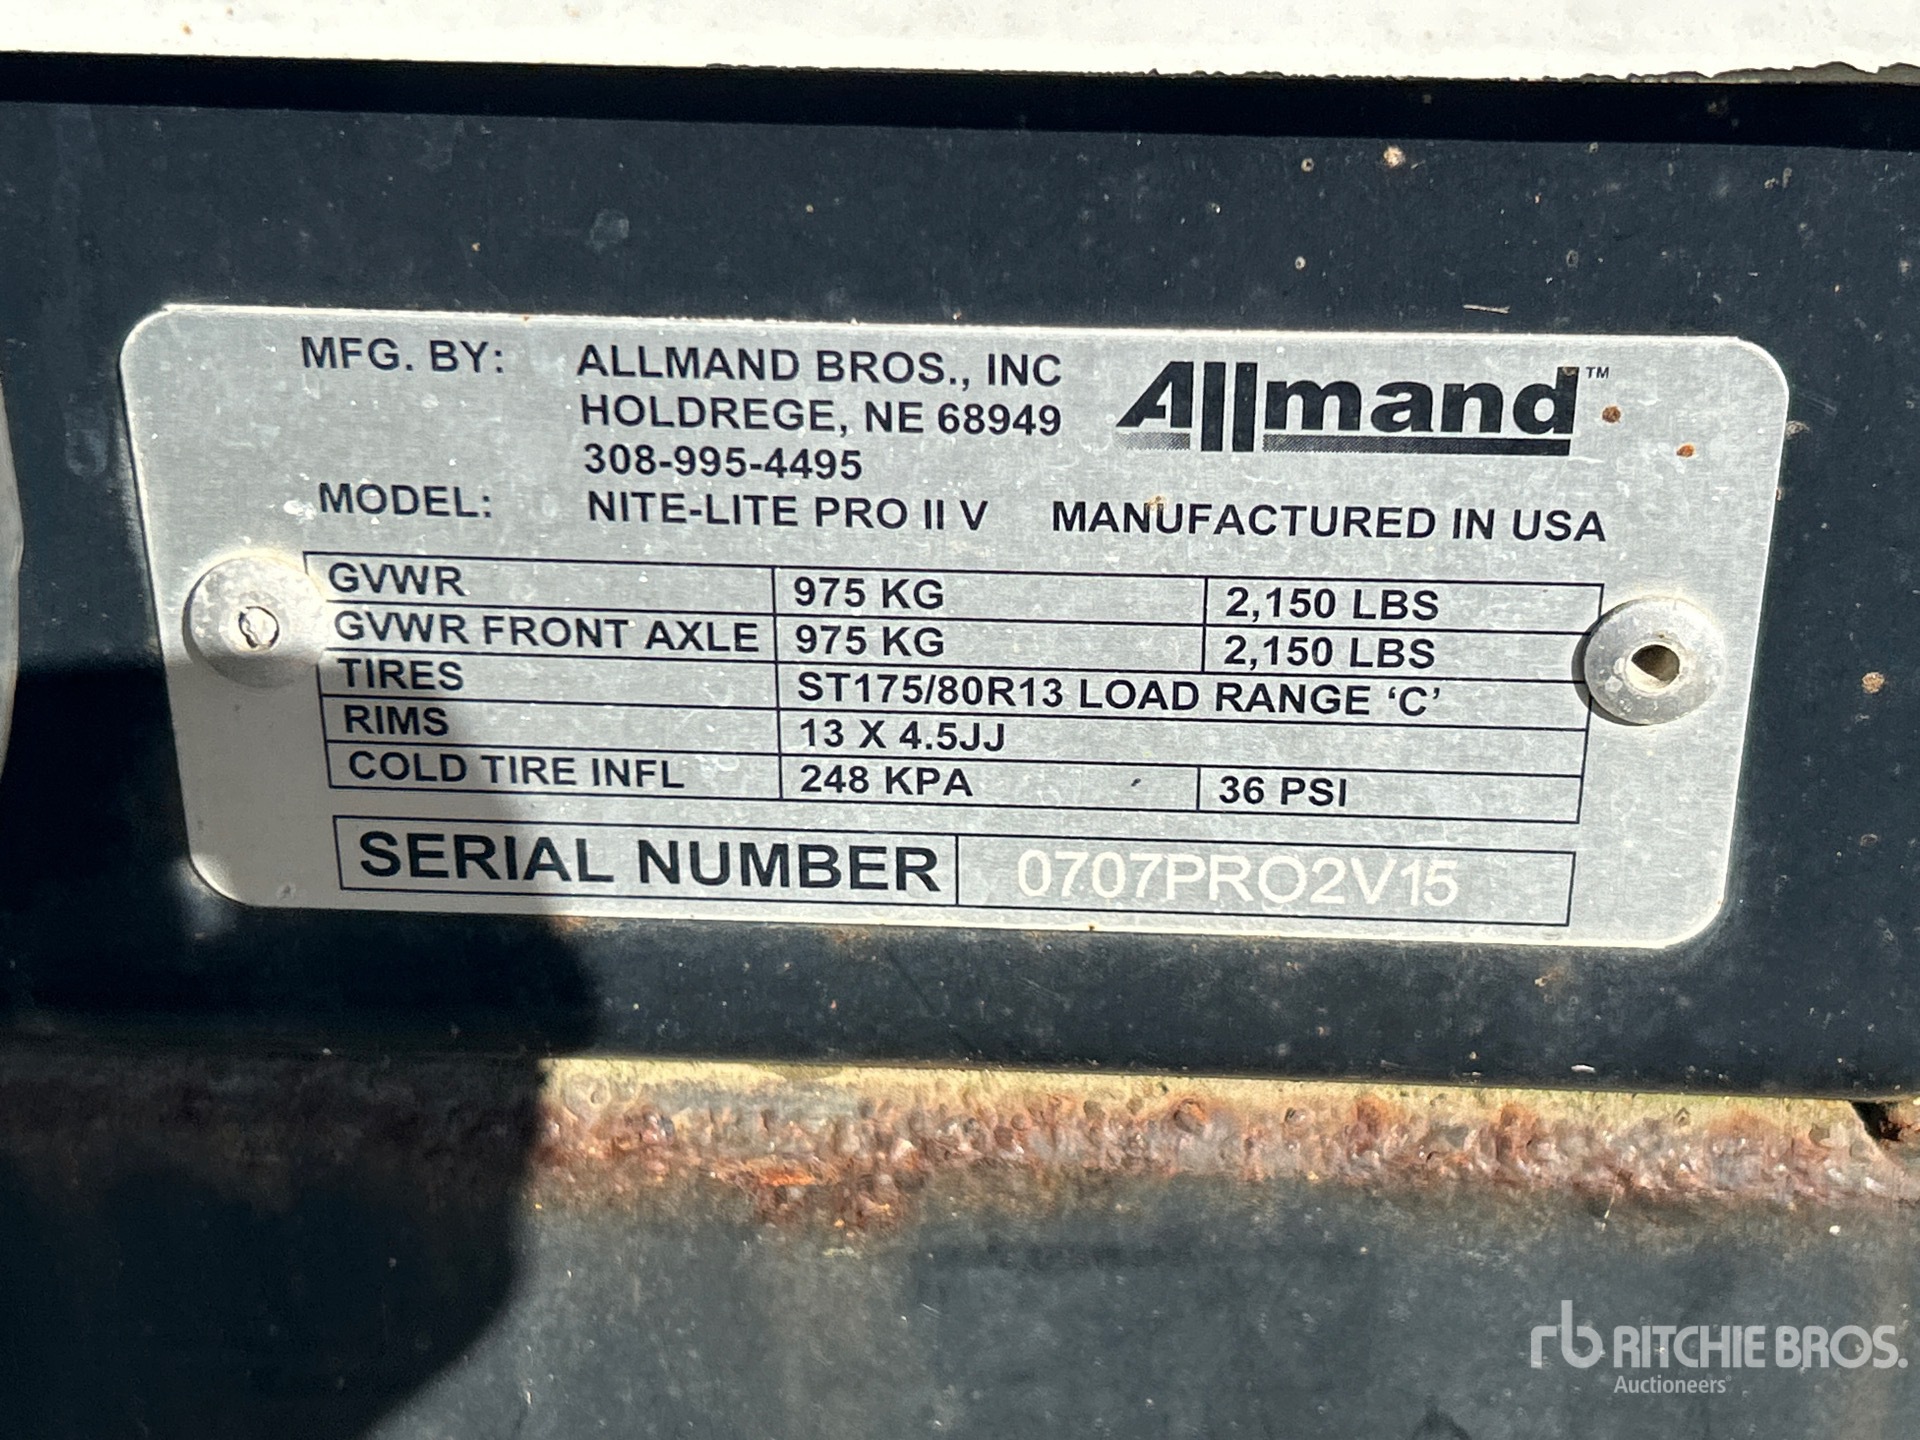 MFG. BY: ALLMAND BROS., INC
HOLDREGE, NE 68949
308-995-4495
Allmand™
MODEL: NITE-LITE PRO II V MANUFACTURED IN USA
GVWR 975 KG 2,150 LBS
GVWR FRONT AXLE 975 KG 2,150 LBS
TIRES ST175/80R13 LOAD RANGE ‘C’
RIMS 13 X 4.5JJ
COLD TIRE INFL 248 KPA 36 PSI
SERIAL NUMBER 0707PRO2V15
rb RITCHIE BROS.
Auctioneers